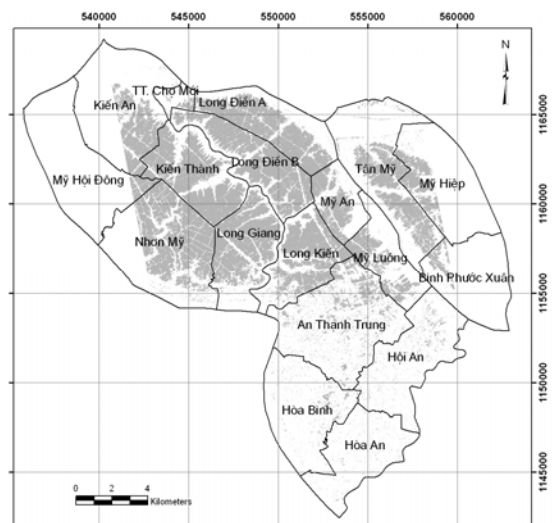 540000 545000 550000 555000 560000
N
TT. Chợ Mới
Long Điền A
Kiến An
1165000
Kiến Thành
Long Điền B
Tấn Mỹ
Mỹ Hiệp
Mỹ Hội Đông
Mỹ An
1160000
Nhơn Mỹ
Long Giang
Long Kiến
Mỹ Luông
Bình Phước Xuân
1155000
An Thanh Trung
Hội An
1150000
Hòa Bình
Hòa An
1145000
0 2 4
Kilometers